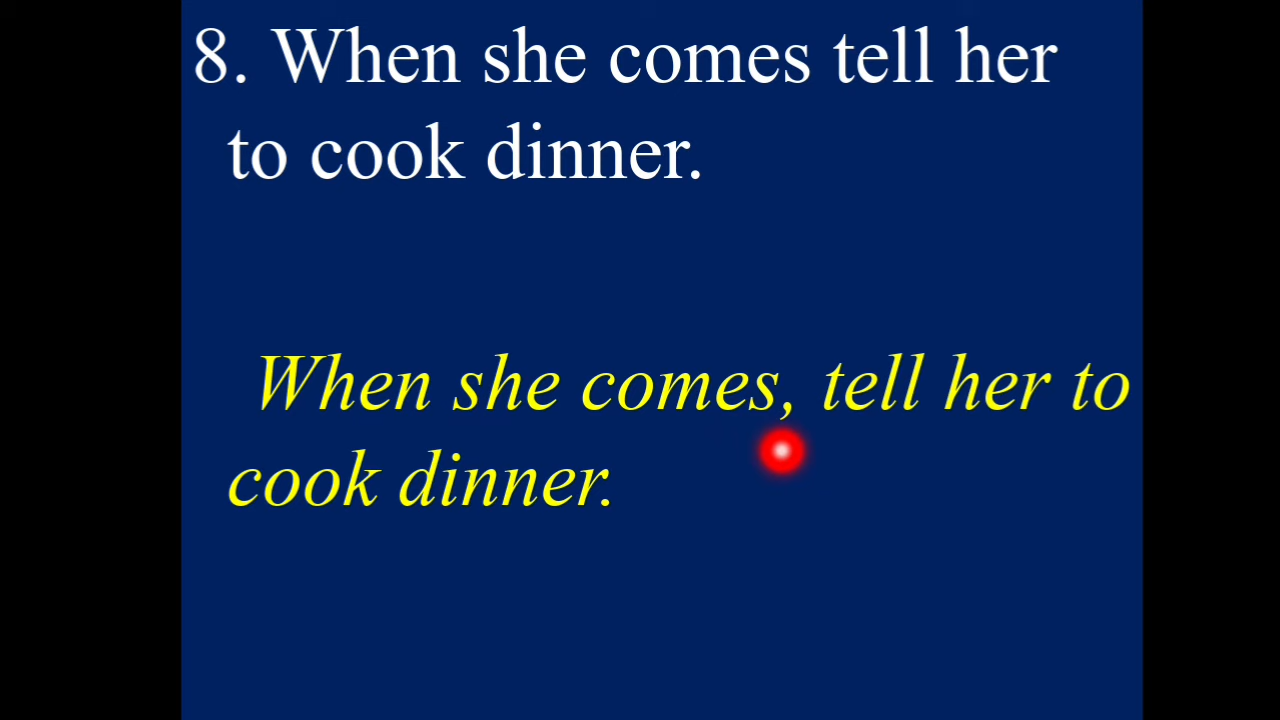 8. When she comes tell her
to cook dinner.
When she comes, tell her to
cook dinner.